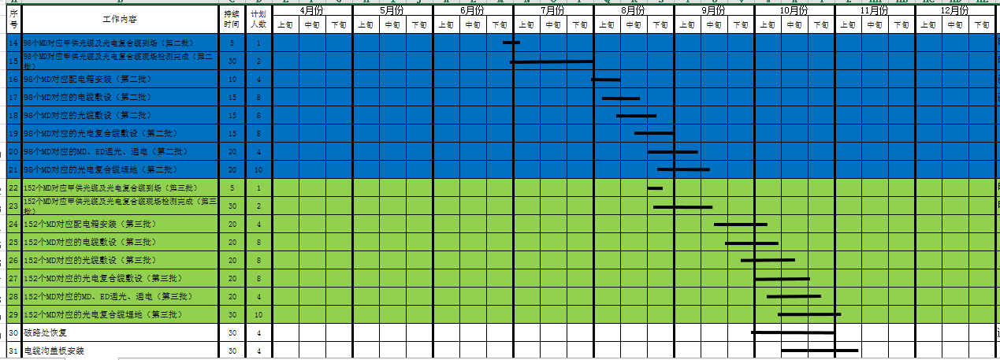 序号 工作内容 持续时间 计划人数 4月份 5月份 6月份 7月份 8月份 9月份 10月份 11月份 12月份
上旬 中旬 下旬 上旬 中旬 下旬 上旬 中旬 下旬 上旬 中旬 下旬 上旬 中旬 下旬 上旬 中旬 下旬 上旬 中旬 下旬 上旬 中旬 下旬 上旬 中旬 下旬
14 98个MD对应甲供光缆及光电复合缆到场（第二批） 5 1
15 98个MD对应甲供光缆及光电复合缆现场检测完成（第二批） 30 2
16 98个MD对应配电箱安装（第二批） 10 4
17 98个MD对应的电缆敷设（第二批） 15 8
18 98个MD对应的光缆敷设（第二批） 15 8
19 98个MD对应的光电复合缆敷设（第二批） 15 8
20 98个MD对应的MD、ED通光、通电（第二批） 20 4
21 98个MD对应的光电复合缆埋地（第二批） 20 10
22 152个MD对应甲供光缆及光电复合缆到场（第三批） 5 1
23 152个MD对应甲供光缆及光电复合缆现场检测完成（第三批） 30 2
24 152个MD对应配电箱安装（第三批） 20 4
25 152个MD对应的电缆敷设（第三批） 20 8
26 152个MD对应的光缆敷设（第三批） 20 8
27 152个MD对应的光电复合缆敷设（第三批） 20 8
28 152个MD对应的MD、ED通光、通电（第三批） 20 4
29 152个MD对应的光电复合缆埋地（第三批） 30 10
30 破路处恢复 30 4
31 电缆沟盖板安装 30 4